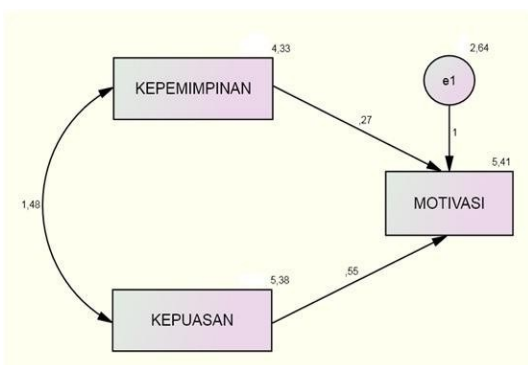 4,33
KEPEMIMPINAN
2,64
e1
,27
1
5,41
MOTIVASI
1,48
5,38
KEPUASAN
,55